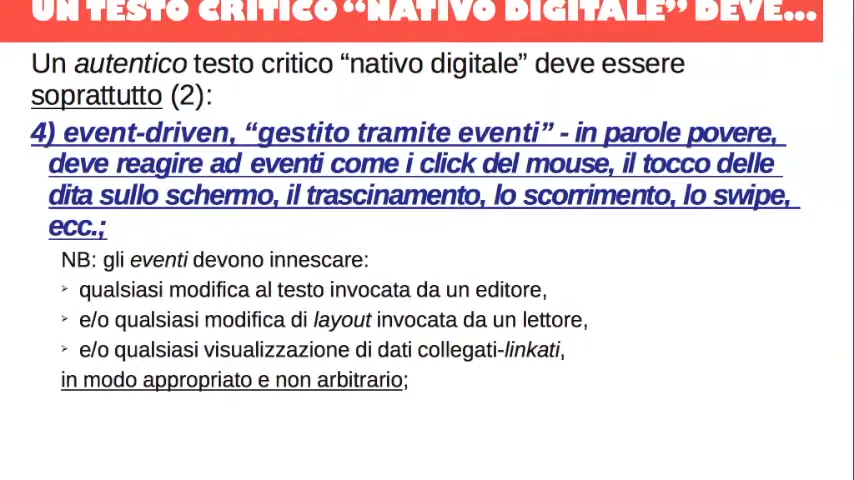 UN TESTO CRITICO “NATIVO DIGITALE” DEVE...
Un autentico testo critico “nativo digitale” deve essere
soprattutto (2):
4) event-driven, “gestito tramite eventi” - in parole povere,
deve reagire ad eventi come i click del mouse, il tocco delle
dita sullo schermo, il trascinamento, lo scorrimento, lo swipe,
ecc.;
NB: gli eventi devono innescare:
➢ qualsiasi modifica al testo invocata da un editore,
➢ e/o qualsiasi modifica di layout invocata da un lettore,
➢ e/o qualsiasi visualizzazione di dati collegati-linkati,
in modo appropriato e non arbitrario;